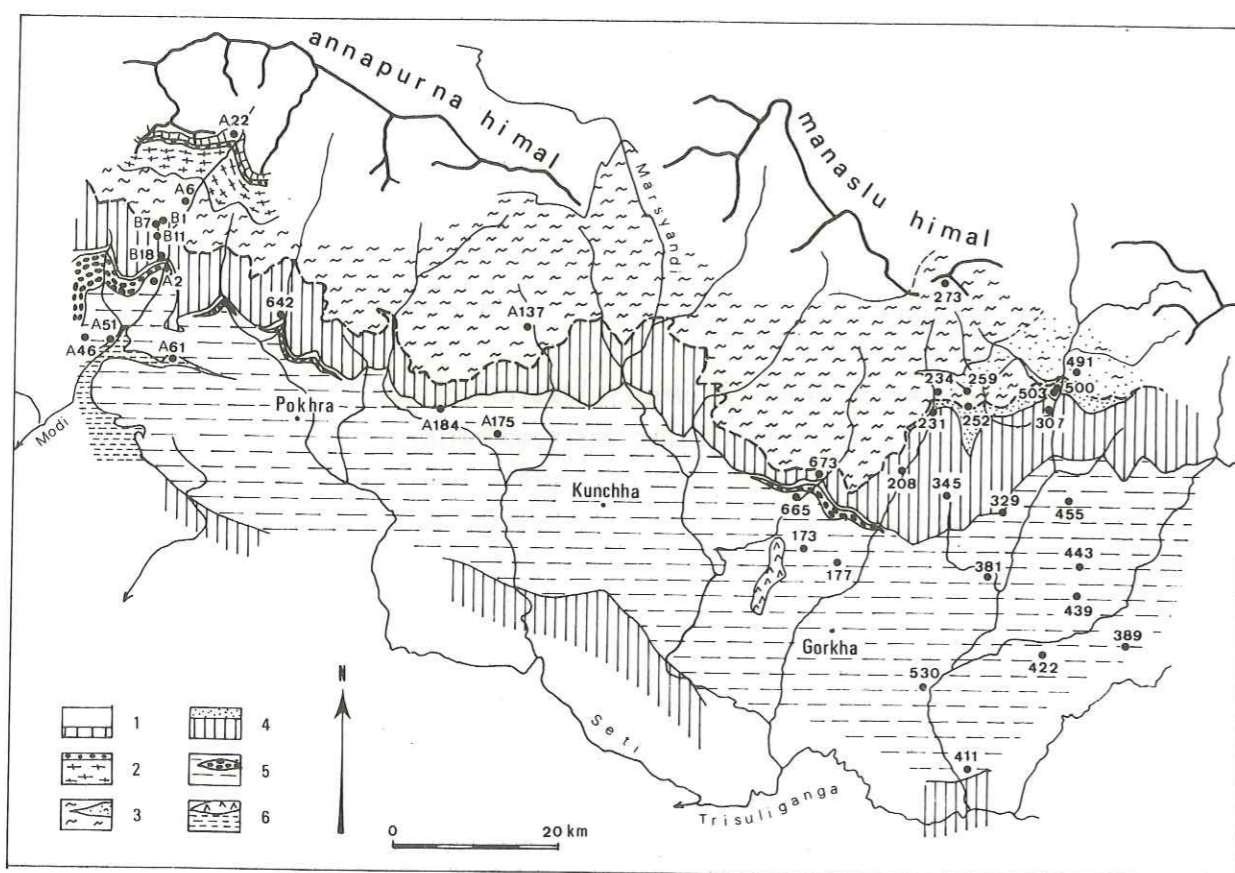 annapurna himal
manaslu himal
Marsyandi
A22
A6
B7 B1
B11
B18
A2
642
A137
273
A51
A46 A61
491
234 259
503 500
231 252 307
Pokhra
Modi
A184 A175
673
208 345
Kunchha
665 329 455
173
177 381 443
439
Gorkha
389
422
530
N
Seti
411
Trisuliganga
1 4
2 5
3 6
0 20 km